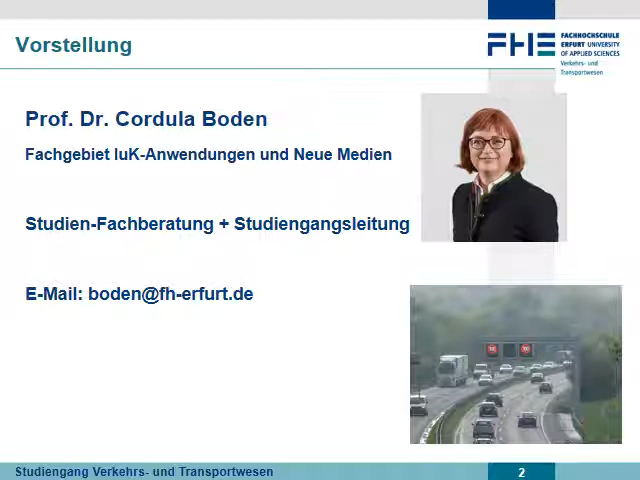 Vorstellung
FHE
FACHHOCHSCHULE
ERFURT UNIVERSITY
OF APPLIED SCIENCES
Verkehrs- und
Transportwesen
Prof. Dr. Cordula Boden
Fachgebiet IuK-Anwendungen und Neue Medien
Studien-Fachberatung + Studiengangsleitung
E-Mail: boden@fh-erfurt.de
Studiengang Verkehrs- und Transportwesen
2